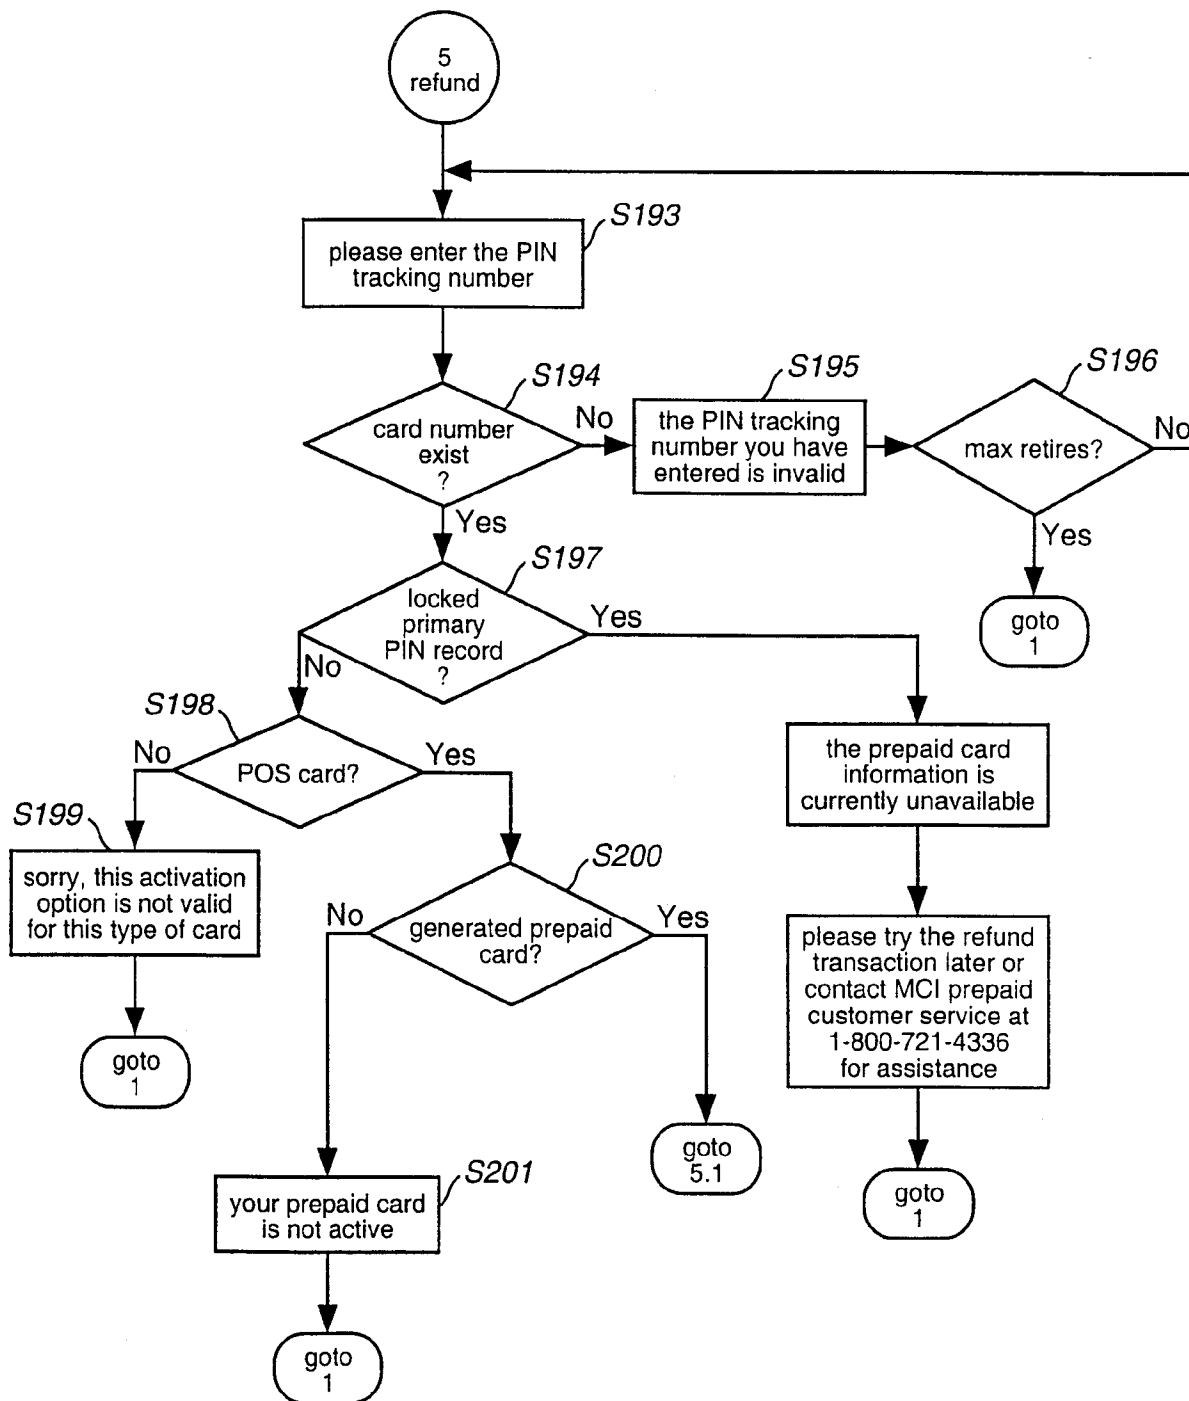 5
refund
S193
please enter the PIN
tracking number
S194
card number
exist
?
No
Yes
S195
the PIN tracking
number you have
entered is invalid
S196
max retires?
No
Yes
goto
1
S197
locked
primary
PIN record
?
Yes
No
S198
POS card?
No
Yes
the prepaid card
information is
currently unavailable
S199
sorry, this activation
option is not valid
for this type of card
S200
generated prepaid
card?
No
Yes
please try the refund
transaction later or
contact MCI prepaid
customer service at
1-800-721-4336
for assistance
goto
1
goto
5.1
S201
your prepaid card
is not active
goto
1
goto
1